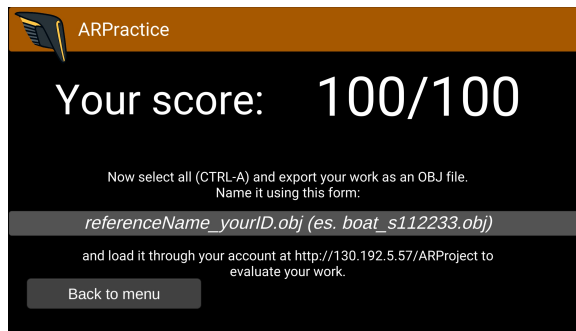 ARPractice
Your score: 100/100
Now select all (CTRL-A) and export your work as an OBJ file.
Name it using this form:
referenceName_yourID.obj (es. boat_s112233.obj)
and load it through your account at http://130.192.5.57/ARProject to
evaluate your work.
Back to menu